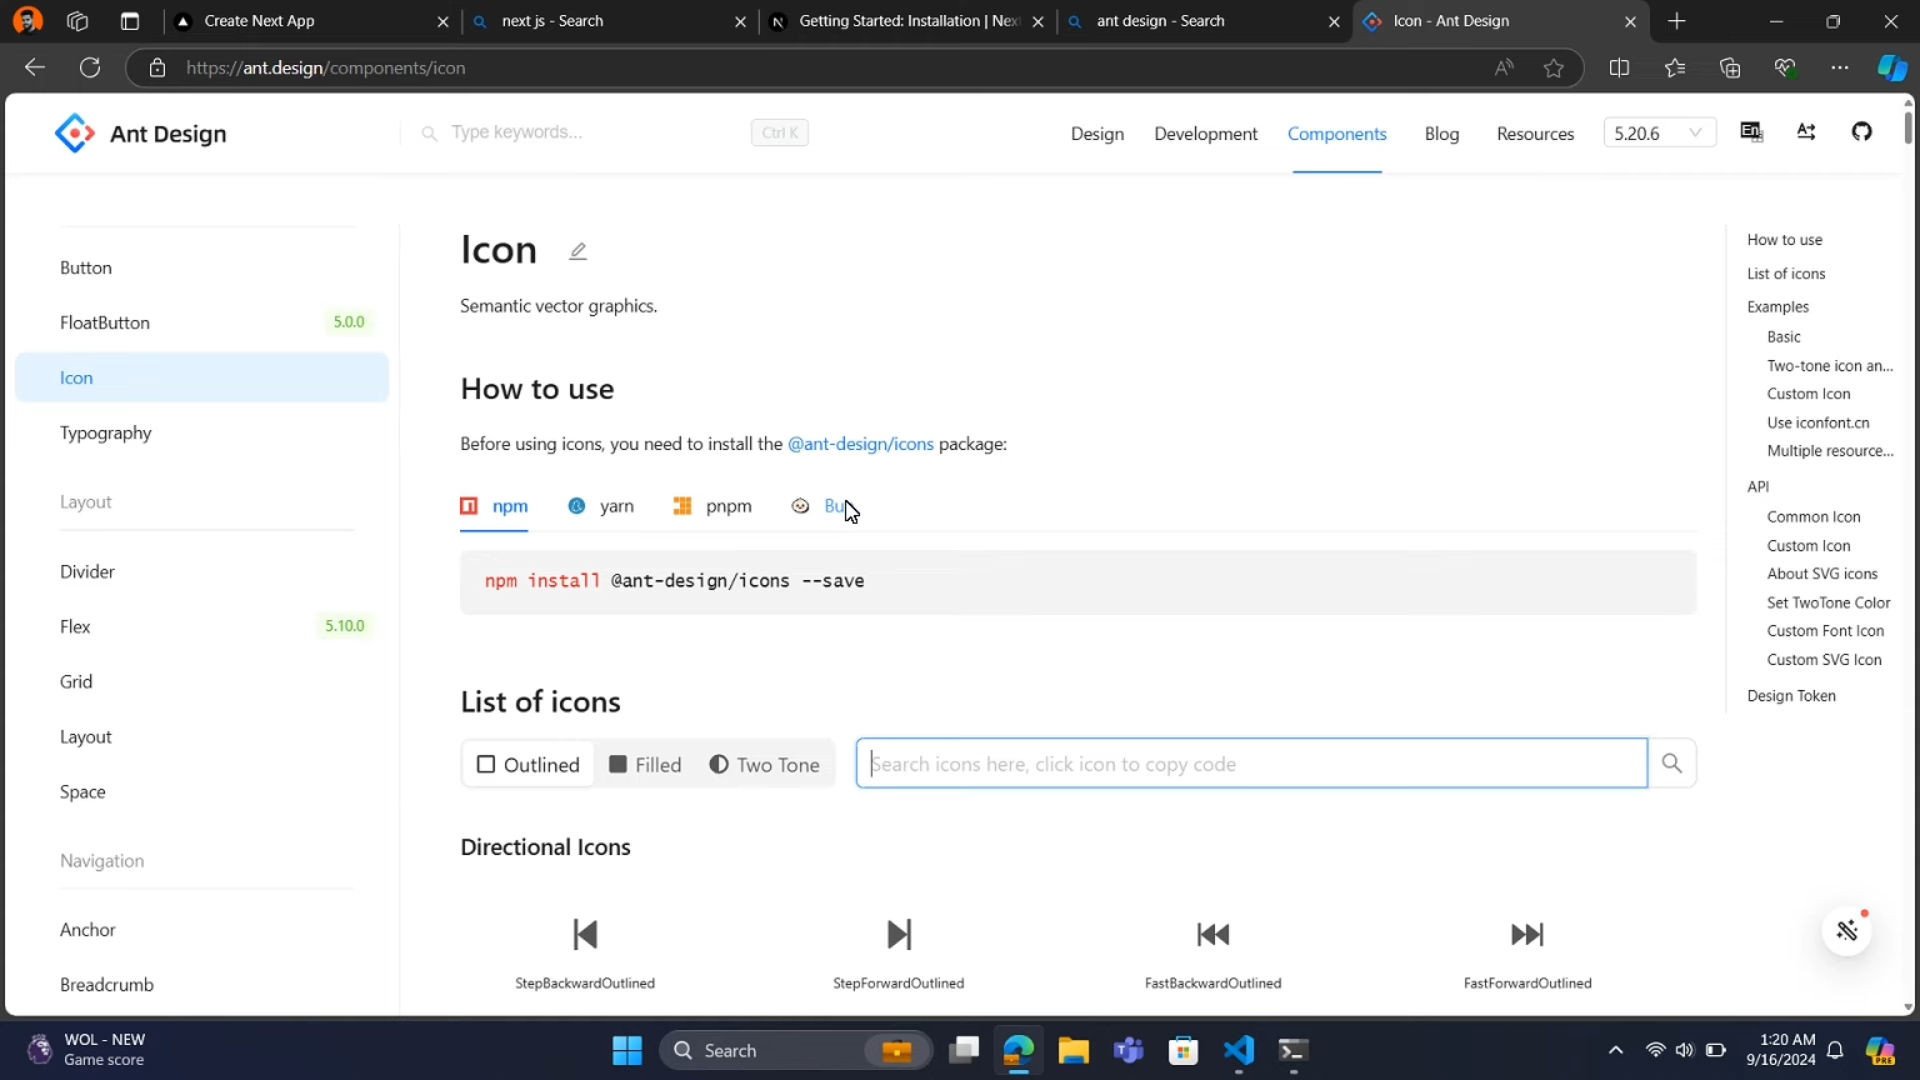 Create Next App
next js - Search
Getting Started: Installation | Nex
ant design - Search
Icon - Ant Design
https://ant.design/components/icon
Ant Design
Type keywords...
Ctrl K
Design
Development
Components
Blog
Resources
5.20.6
Button
FloatButton
5.0.0
Icon
Typography
Layout
Divider
Flex
5.10.0
Grid
Layout
Space
Navigation
Anchor
Breadcrumb
Icon
Semantic vector graphics.
How to use
Before using icons, you need to install the @ant-design/icons package:
npm
yarn
pnpm
Bu
npm install @ant-design/icons --save
List of icons
Outlined
Filled
Two Tone
Search icons here, click icon to copy code
Directional Icons
StepBackwardOutlined
StepForwardOutlined
FastBackwardOutlined
FastForwardOutlined
How to use
List of icons
Examples
Basic
Two-tone icon an...
Custom Icon
Use iconfont.cn
Multiple resource...
API
Common Icon
Custom Icon
About SVG icons
Set TwoTone Color
Custom Font Icon
Custom SVG Icon
Design Token
WOL - NEW
Game score
Search
1:20 AM
9/16/2024
PRE